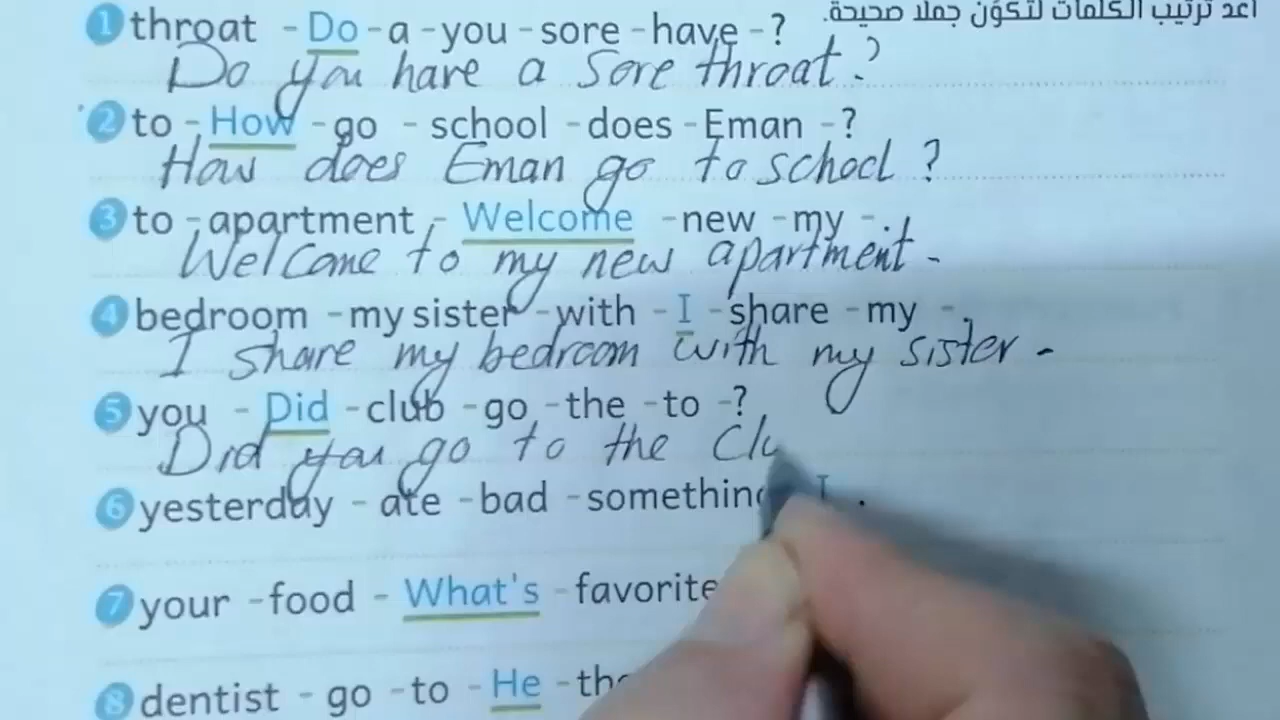 أعد ترتيب الكلمات لتكوّن جملا صحيحة.
1 throat - Do - a - you - sore - have - ?
Do you have a sore throat ?
2 to - How - go - school - does - Eman - ?
How does Eman go to school ?
3 to - apartment - Welcome - new - my - .
Welcome to my new apartment .
4 bedroom - my sister - with - I - share - my - .
I share my bedroom with my sister .
5 you - Did - club - go - the - to - ?
Did you go to the Clu
6 yesterday - ate - bad - something I .
7 your - food - What's - favorite
8 dentist - go - to - He -